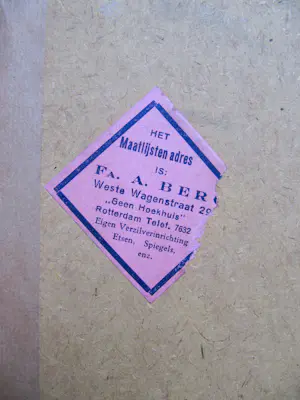 HET
Maatlijsten adres
IS:
FA. A. BER
Weste Wagenstraat 29
„Geen Hoekhuis"
Rotterdam Telef. 7632
Eigen Verzilverinrichting
Etsen, Spiegels,
enz.